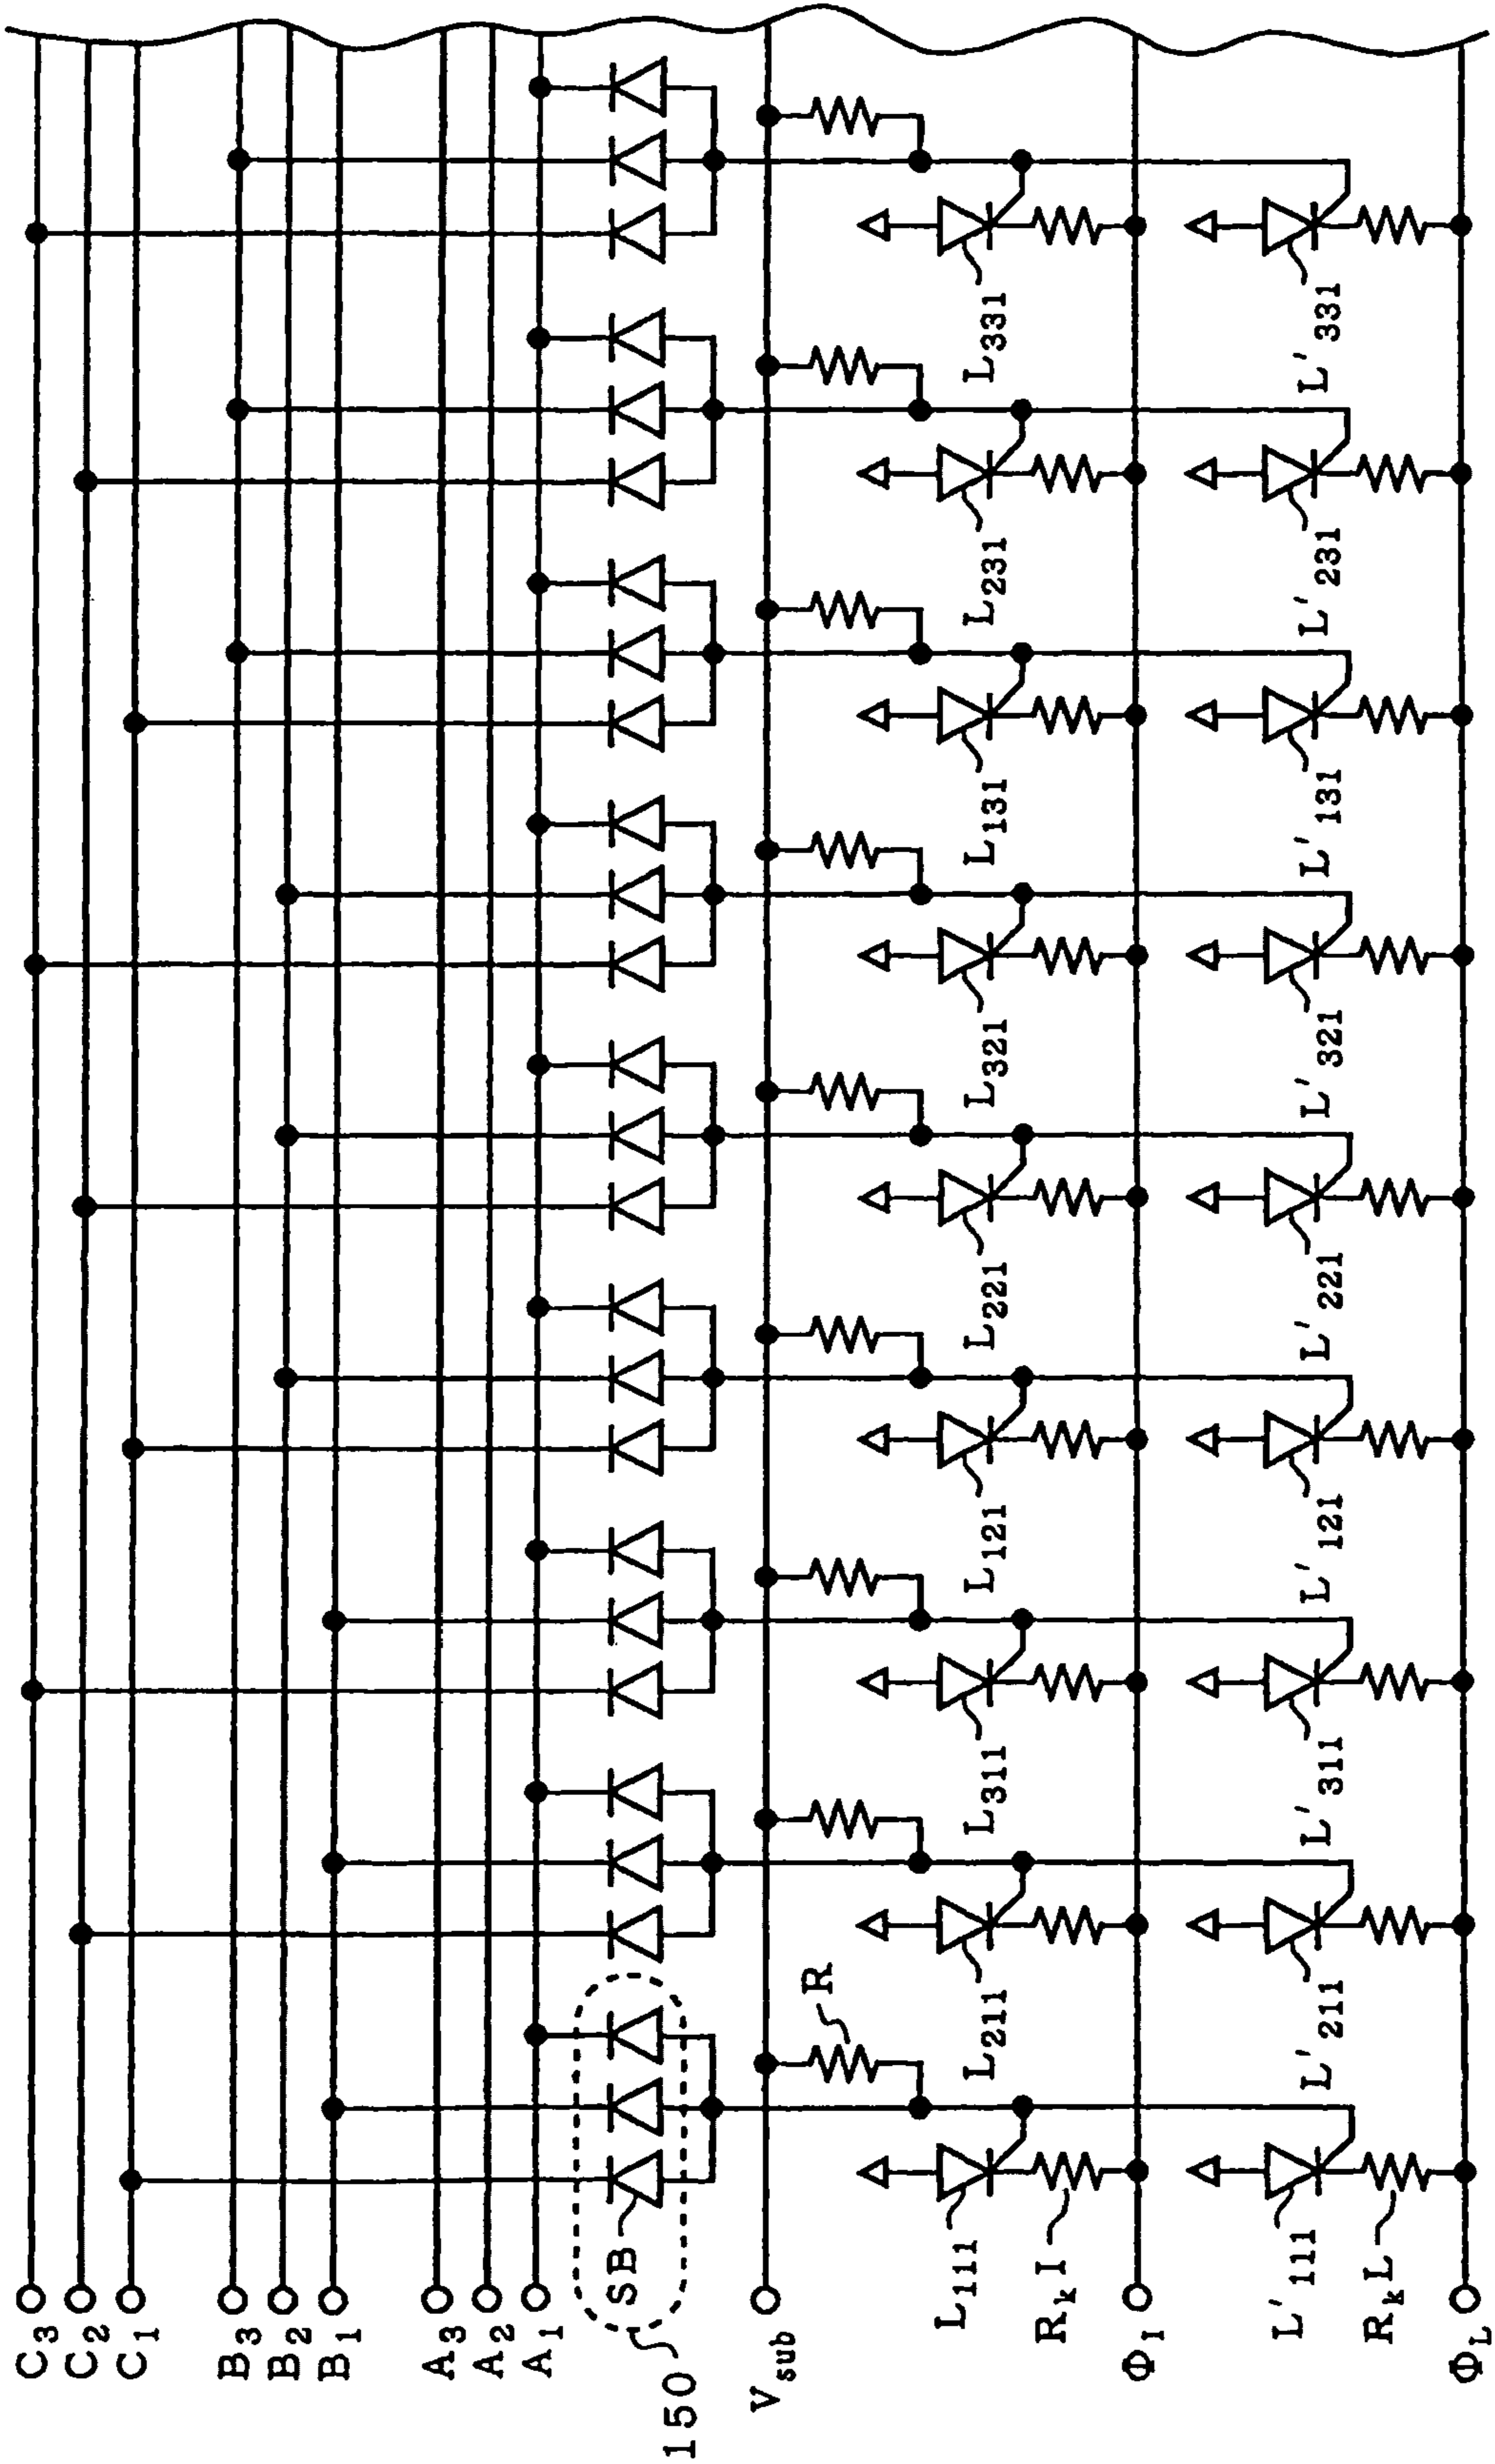 C3
C2
C1
B3
B2
B1
A3
A2
A1
150
SB
Vsub
R
L111
L211
L311
L121
L221
L321
L131
L231
L331
RkI
ΦI
L'111
L'211
L'311
L'121
L'221
L'321
L'131
L'231
L'331
RkL
ΦL